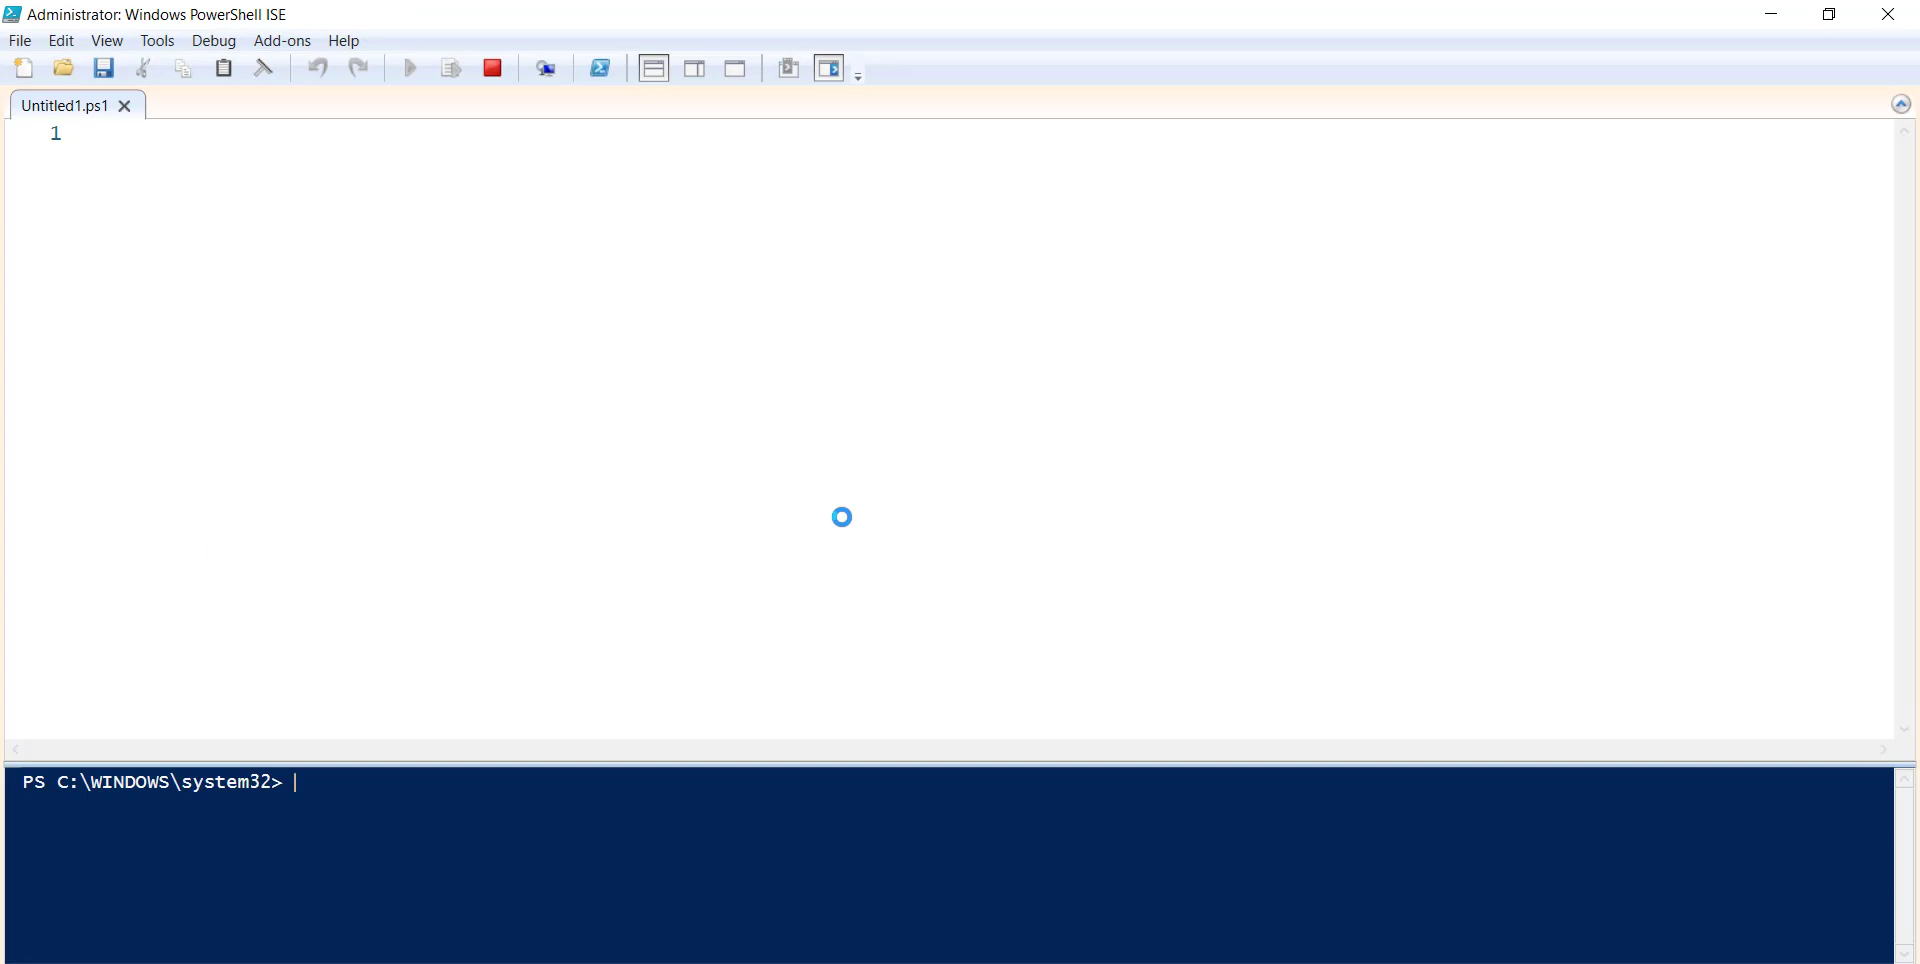 Administrator: Windows PowerShell ISE
File Edit View Tools Debug Add-ons Help
Untitled1.ps1
1
PS C:\WINDOWS\system32>